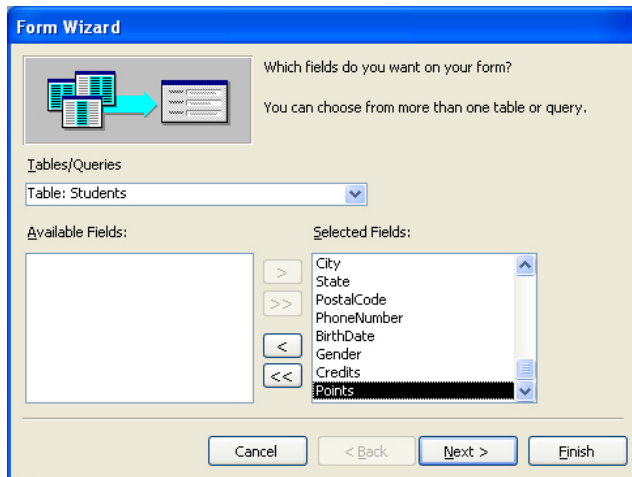 Form Wizard
Which fields do you want on your form?
You can choose from more than one table or query.
Tables/Queries
Table: Students
Available Fields:
Selected Fields:
>
>>
<
<<
City
State
PostalCode
PhoneNumber
BirthDate
Gender
Credits
Points
Cancel
< Back
Next >
Finish